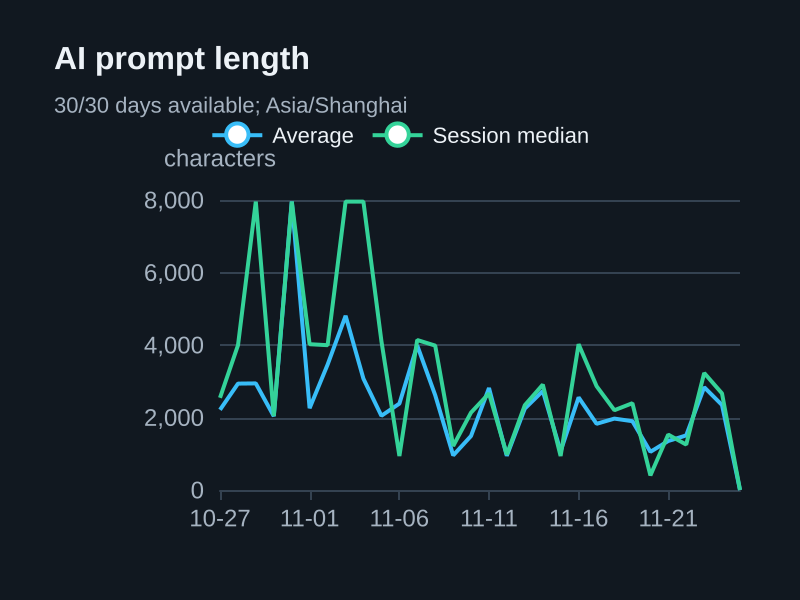 AI prompt length
30/30 days available; Asia/Shanghai
Average Session median
characters
8,000
6,000
4,000
2,000
0
10-27 11-01 11-06 11-11 11-16 11-21